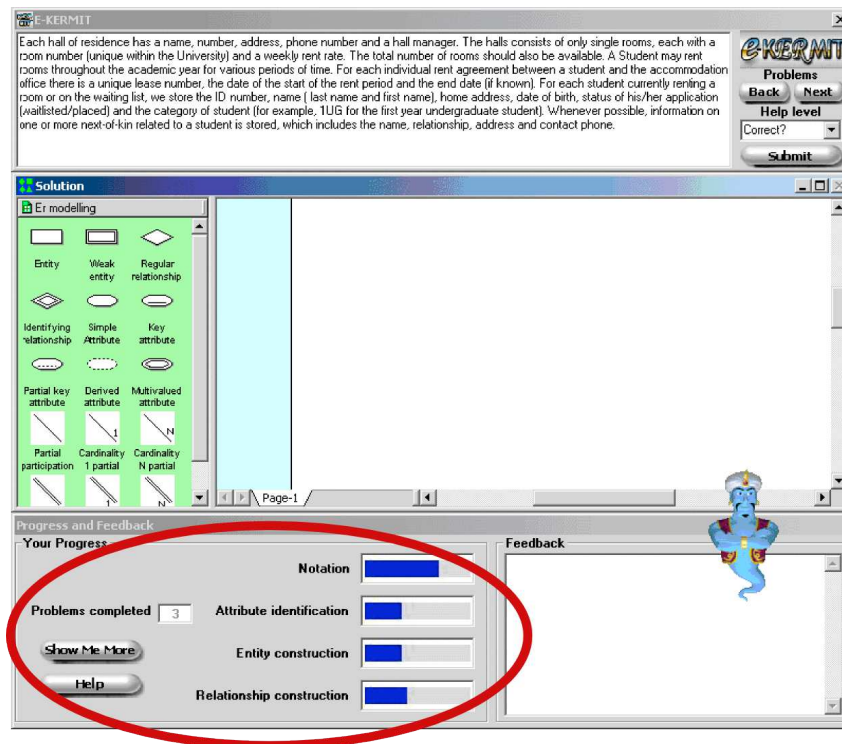 E-KERMIT
Each hall of residence has a name, number, address, phone number and a hall manager. The halls consists of only single rooms, each with a
room number (unique within the University) and a weekly rent rate. The total number of rooms should also be available. A Student may rent
rooms throughout the academic year for various periods of time. For each individual rent agreement between a student and the accommodation
office there is a unique lease number, the date of the start of the rent period and the end date (if known). For each student currently renting a
room or on the waiting list, we store the ID number, name ( last name and first name), home address, date of birth, status of his/her application
(waitlisted/placed) and the category of student (for example, 1UG for the first year undergraduate student). Whenever possible, information on
one or more next-of-kin related to a student is stored, which includes the name, relationship, address and contact phone.
e-KERMIT
Problems
Back Next
Help level
Correct?
Submit
Solution
Er modelling
Entity Weak entity Regular relationship
Identifying relationship Simple Attribute Key attribute
Partial key attribute Derived attribute Multivalued attribute
1 N
Partial participation Cardinality 1 partial Cardinality N partial
1 N
Page-1
Progress and Feedback
Your Progress
Notation
Problems completed 3
Attribute identification
Show Me More
Entity construction
Help
Relationship construction
Feedback